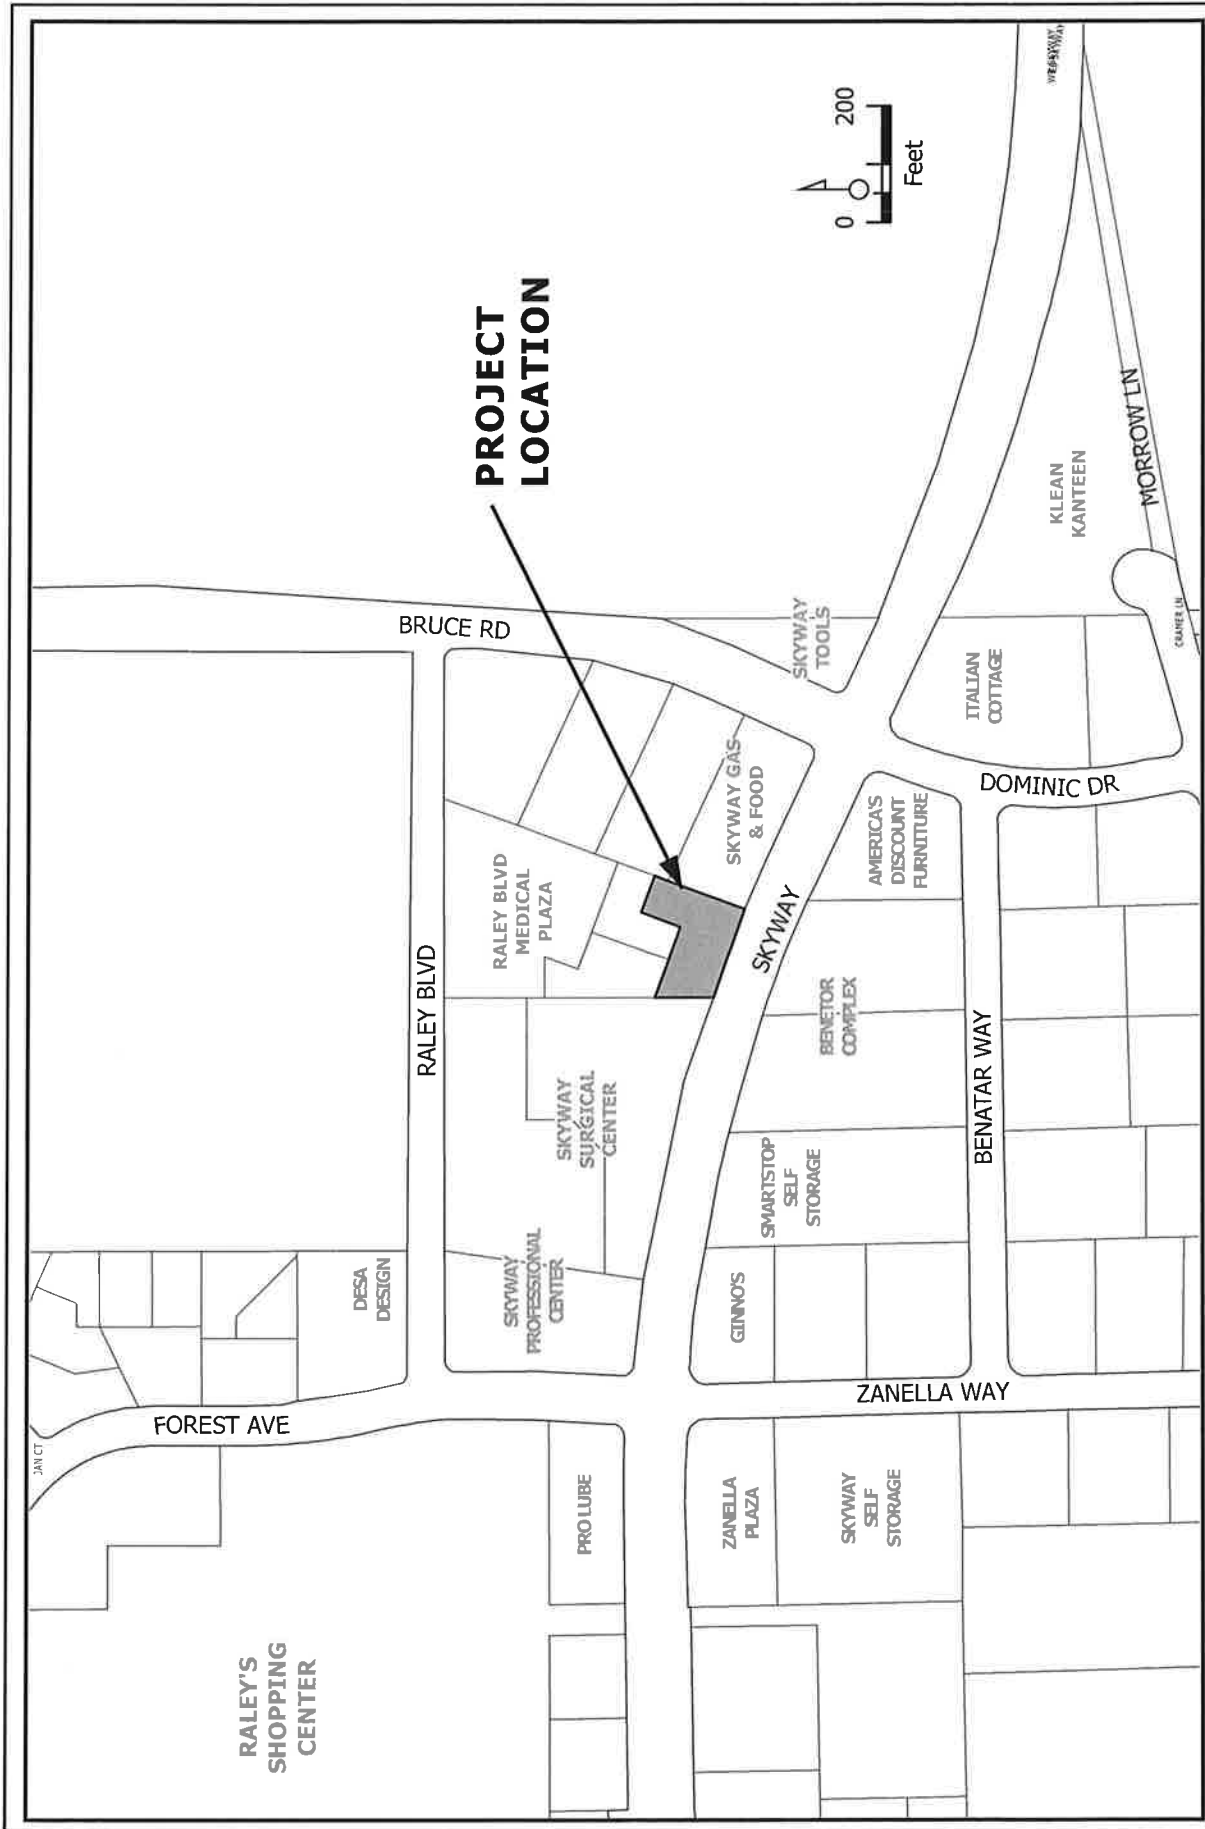 JAN CT
FOREST AVE
RALEY'S
SHOPPING
CENTER
DESA
DESIGN
RALEY BLVD
BRUCE RD
PROJECT
LOCATION
RALEY BLVD
MEDICAL
PLAZA
SKYWAY
PROFESSIONAL
CENTER
SKYWAY
SURGICAL
CENTER
PRO LUBE
SKYWAY GAS
& FOOD
SKYWAY
TOOLS
0
200
Feet
SKYWAY
ZANELLA
PLAZA
GINNO'S
SMARTSTOP
SELF
STORAGE
BENETOR
COMPLEX
AMERICA'S
DISCOUNT
FURNITURE
SKYWAY
SELF
STORAGE
ZANELLA WAY
BENATAR WAY
DOMINIC DR
ITALIAN
COTTAGE
KLEAN
KANTEEN
MORROW LN
CRAMER LN